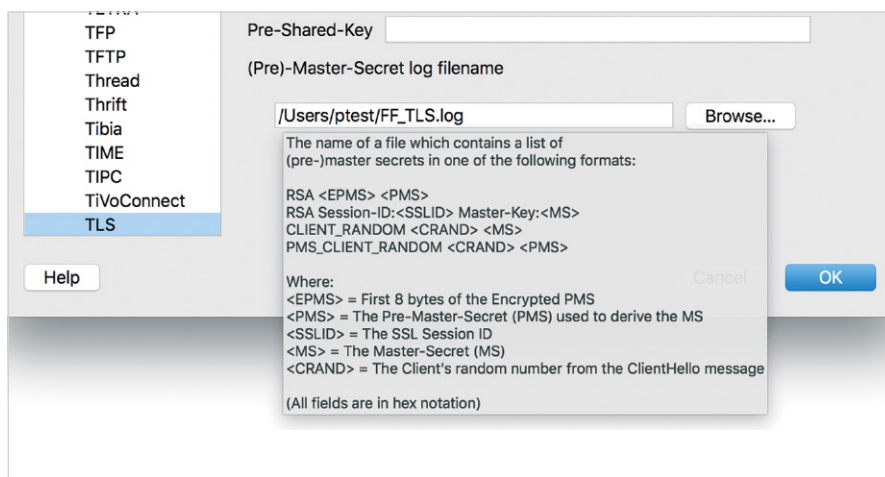 TETRA
TFP
TFTP
Thread
Thrift
Tibia
TIME
TIPC
TiVoConnect
TLS
Help
Pre-Shared-Key
(Pre)-Master-Secret log filename
/Users/ptest/FF_TLS.log
Browse...
The name of a file which contains a list of
(pre-)master secrets in one of the following formats:
RSA <EPMS> <PMS>
RSA Session-ID:<SSLID> Master-Key:<MS>
CLIENT_RANDOM <CRAND> <MS>
PMS_CLIENT_RANDOM <CRAND> <PMS>
Where:
<EPMS> = First 8 bytes of the Encrypted PMS
<PMS> = The Pre-Master-Secret (PMS) used to derive the MS
<SSLID> = The SSL Session ID
<MS> = The Master-Secret (MS)
<CRAND> = The Client's random number from the ClientHello message
(All fields are in hex notation)
Cancel
OK